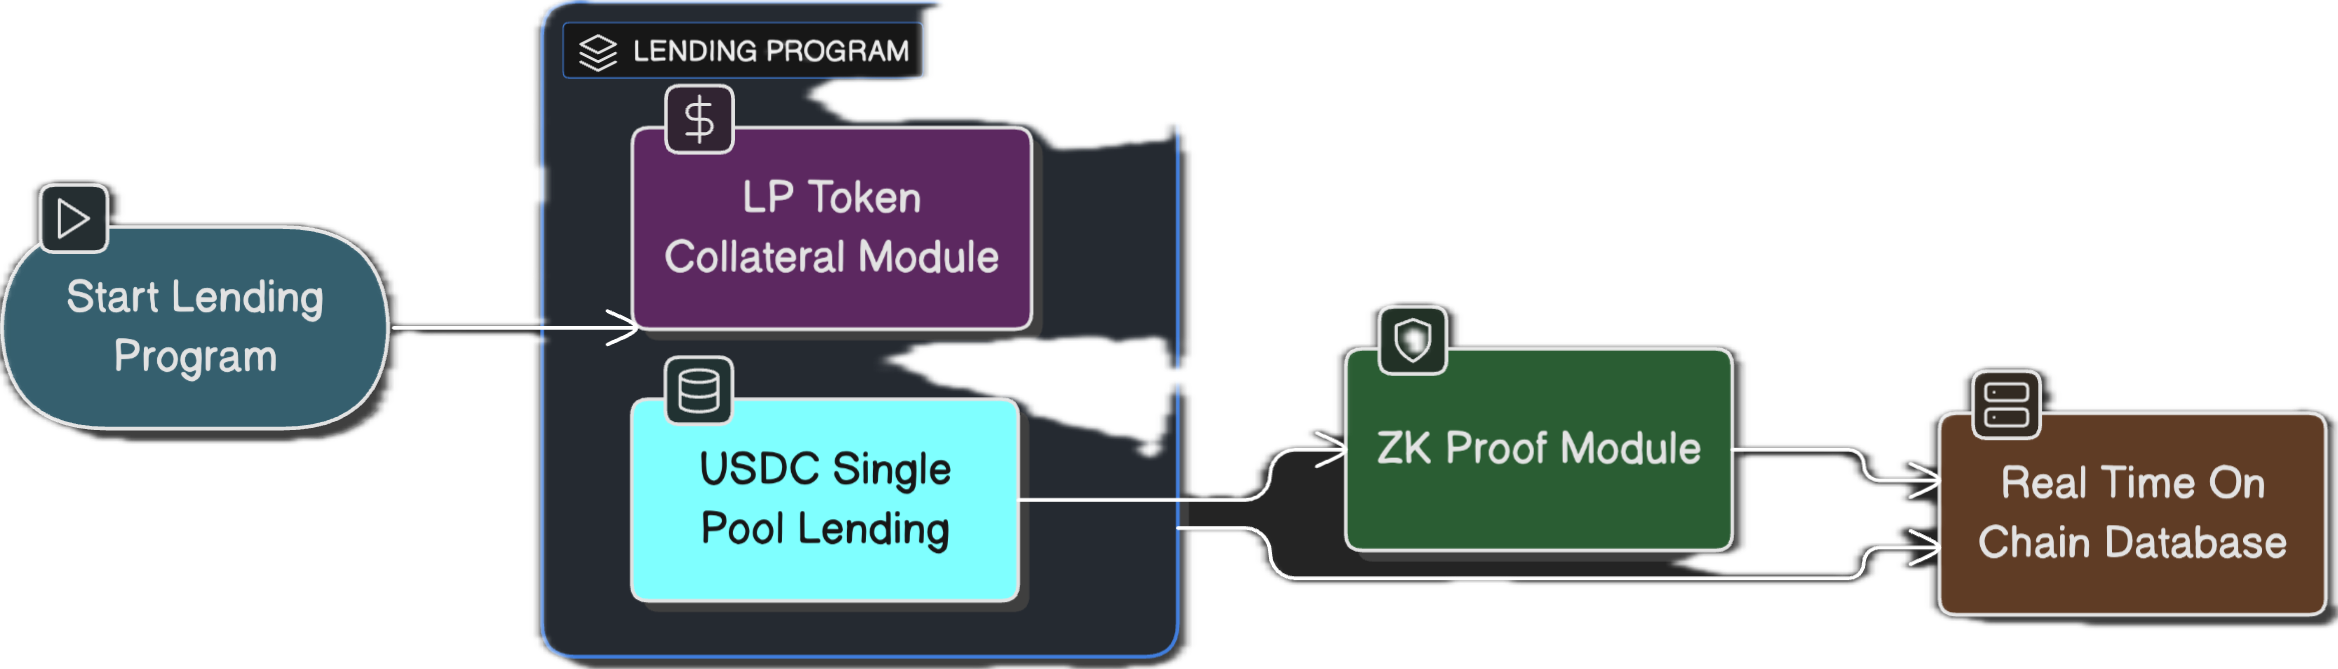 LENDING PROGRAM
LP Token
Collateral Module
Start Lending
Program
USDC Single
Pool Lending
ZK Proof Module
Real Time On
Chain Database